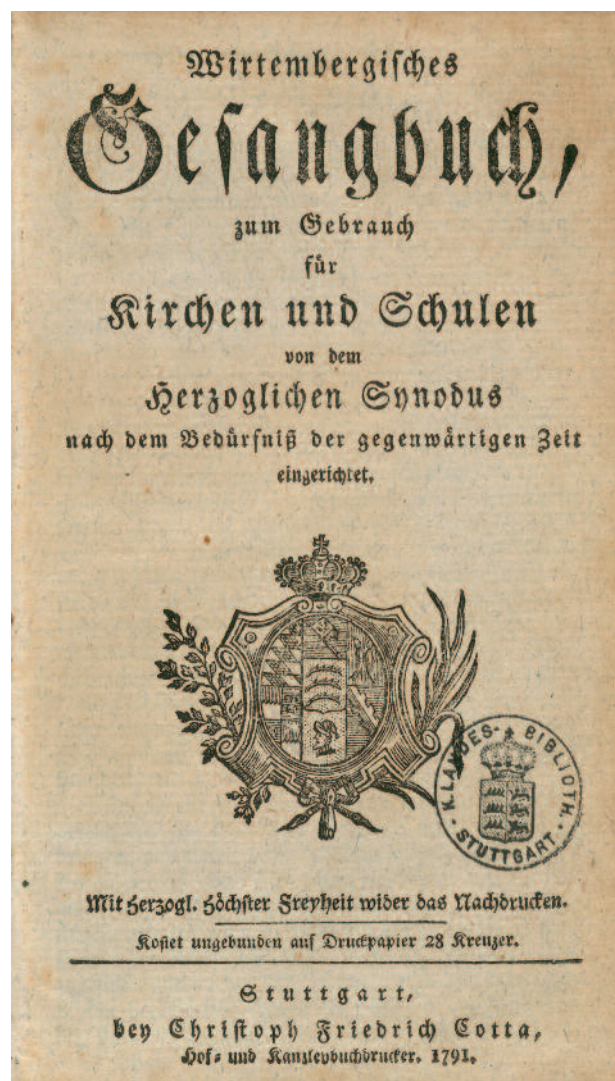 Wirtembergisches
Gesangbuch,
zum Gebrauch
für
Kirchen und Schulen
von dem
Herzoglichen Synodus
nach dem Bedürfniß der gegenwärtigen Zeit
eingerichtet.
K. LANDES-BIBLIOTH.
STUTTGART
Mit Herzogl. Höchster Freyheit wider das Nachdrucken.
Kostet ungebunden auf Druckpapier 28 Kreuzer.
Stuttgart,
bey Christoph Friedrich Cotta,
Hof- und Kanzleybuchdrucker. 1791.